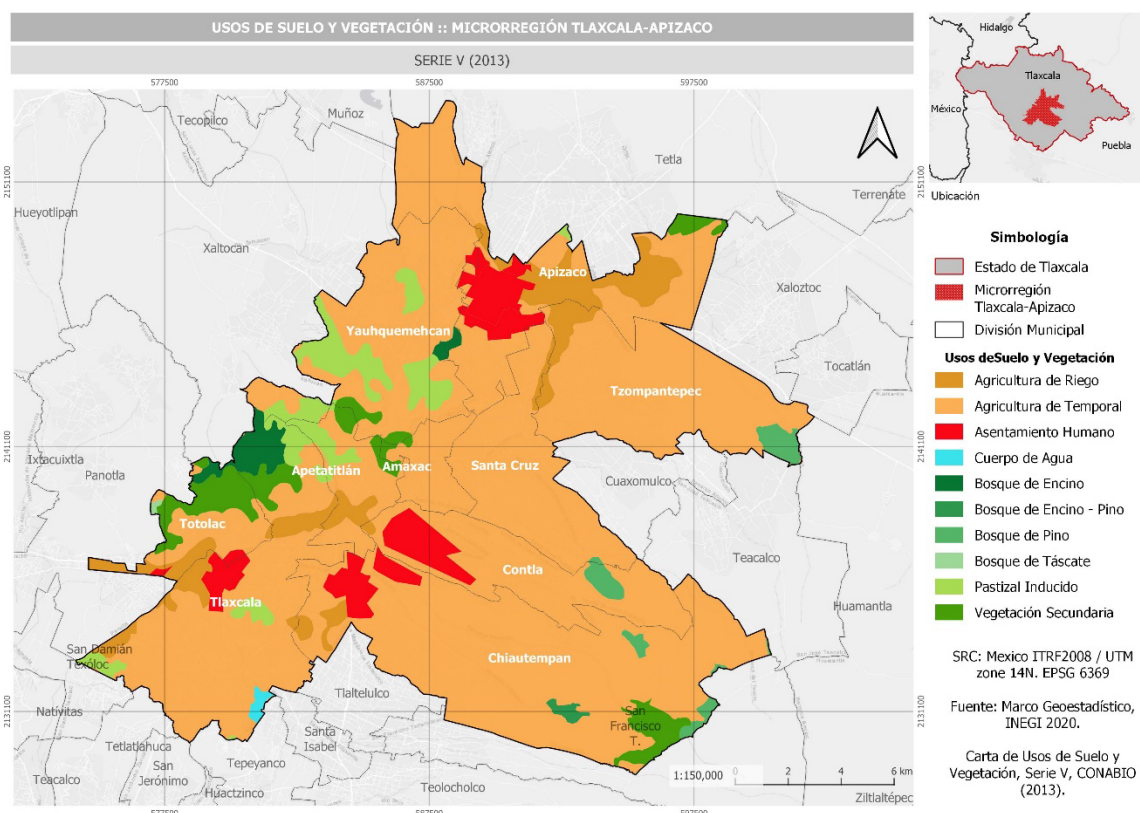 USOS DE SUELO Y VEGETACIÓN :: MICRORREGIÓN TLAXCALA-APIZACO
SERIE V (2013)
577500
587500
597500
Tecopilco
Muñoz
Tetla
2151100
2151100
Terrenate
Hueyotlipan
Xaltocan
Apizaco
Xaloztoc
Yauhquemehcan
Tocatlán
Tzompantepec
2141100
2141100
Ixtacuixtla
Panotla
Apetatitlán
Amaxac
Santa Cruz
Cuaxomulco
Totolac
Teacalco
Contla
Tlaxcala
Huamantla
San Damián
Texóloc
Chiautempan
Tlaltelulco
2131100
2131100
Nativitas
San
Francisco
T.
Santa
Isabel
Tetlatlahuca
San
Jerónimo
Tepeyanco
Teacalco
Huactzinco
Teolocholco
1:150,000
0 2 4 6 km
Ziltlaltépec
577500
587500
597500
Hidalgo
Tlaxcala
México
Puebla
Ubicación
Simbología
Estado de Tlaxcala
Microrregión
Tlaxcala-Apizaco
División Municipal
Usos deSuelo y Vegetación
Agricultura de Riego
Agricultura de Temporal
Asentamiento Humano
Cuerpo de Agua
Bosque de Encino
Bosque de Encino - Pino
Bosque de Pino
Bosque de Táscate
Pastizal Inducido
Vegetación Secundaria
SRC: Mexico ITRF2008 / UTM
zone 14N. EPSG 6369
Fuente: Marco Geoestadístico,
INEGI 2020.
Carta de Usos de Suelo y
Vegetación, Serie V, CONABIO
(2013).